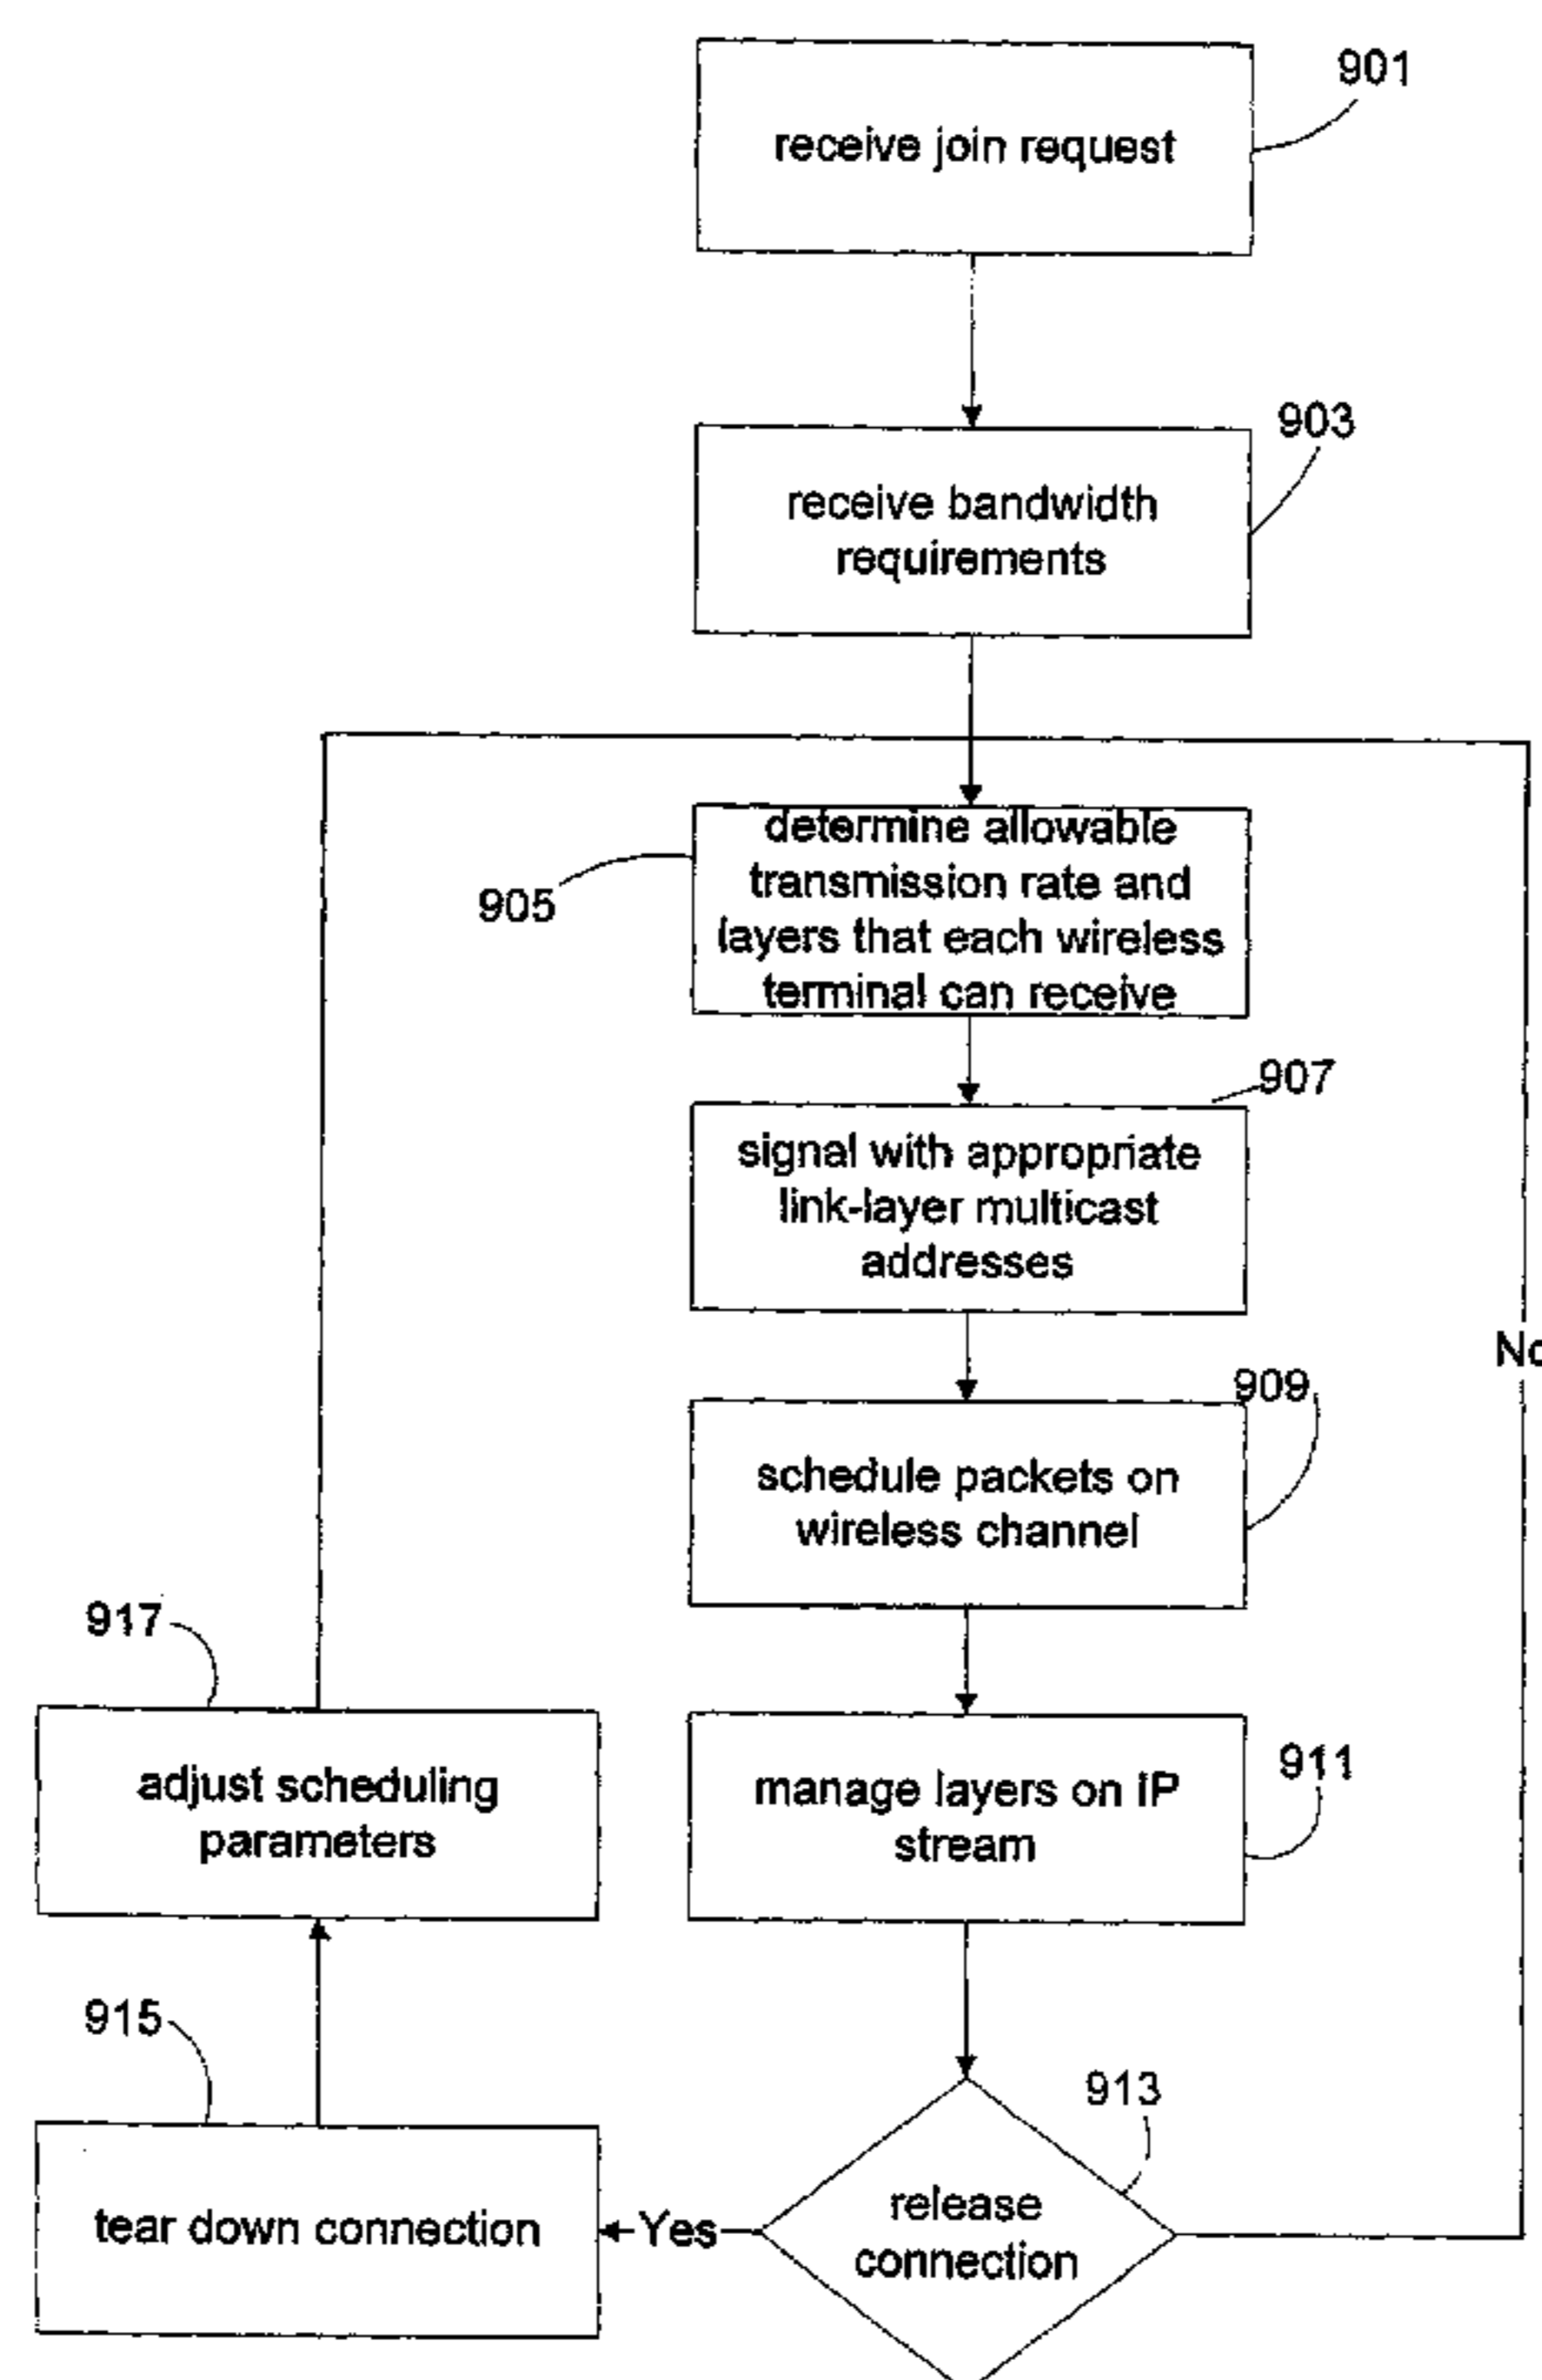 901
receive join request
903
receive bandwidth
requirements
905
determine allowable
transmission rate and
layers that each wireless
terminal can receive
907
signal with appropriate
link-layer multicast
addresses
No
909
schedule packets on
wireless channel
917
adjust scheduling
parameters
911
manage layers on IP
stream
915
tear down connection
Yes
913
release
connection